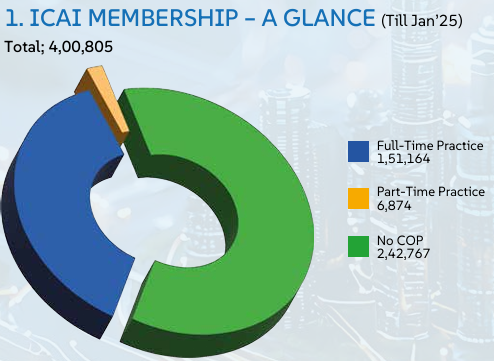 1. ICAI MEMBERSHIP – A GLANCE (Till Jan'25)
Total; 4,00,805
Full-Time Practice
1,51,164
Part-Time Practice
6,874
No COP
2,42,767